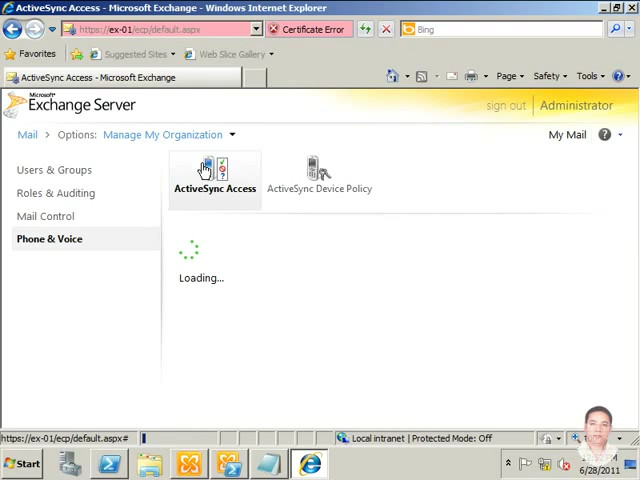 ActiveSync Access - Microsoft Exchange - Windows Internet Explorer
https://ex-01/ecp/default.aspx
Certificate Error
Bing
Favorites
Suggested Sites
Web Slice Gallery
ActiveSync Access - Microsoft Exchange
Page
Safety
Tools
Microsoft
Exchange Server
sign out
Administrator
Mail
Options:
Manage My Organization
My Mail
Users & Groups
Roles & Auditing
Mail Control
Phone & Voice
ActiveSync Access
ActiveSync Device Policy
Loading...
https://ex-01/ecp/default.aspx#
Local intranet | Protected Mode: Off
Start
6/28/2011